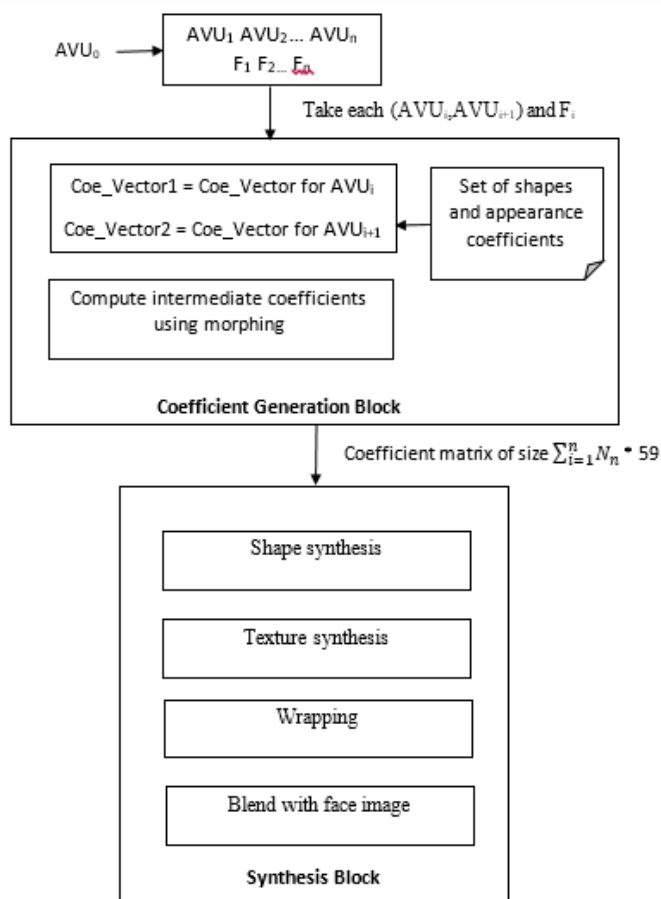 AVU₀
AVU₁ AVU₂... AVUₙ
F₁ F₂... Fₙ
Take each (AVUᵢ,AVUᵢ₊₁) and Fᵢ
Coe_Vector1 = Coe_Vector for AVUᵢ
Coe_Vector2 = Coe_Vector for AVUᵢ₊₁
Set of shapes
and appearance
coefficients
Compute intermediate coefficients
using morphing
Coefficient Generation Block
Coefficient matrix of size ∑ⁿᵢ₌₁ Nₙ * 59
Shape synthesis
Texture synthesis
Wrapping
Blend with face image
Synthesis Block